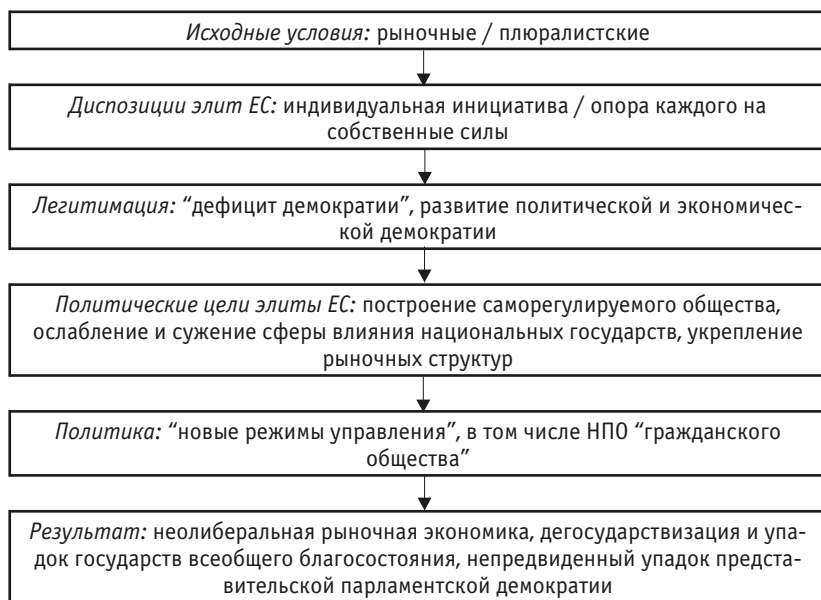 Исходные условия: рыночные / плюралистские
Диспозиции элит ЕС: индивидуальная инициатива / опора каждого на
собственные силы
Легитимация: “дефицит демократии”, развитие политической и экономичес-
кой демократии
Политические цели элиты ЕС: построение саморегулируемого общества,
ослабление и сужение сферы влияния национальных государств, укрепление
рыночных структур
Политика: “новые режимы управления”, в том числе НПО “гражданского
общества”
Результат: неолиберальная рыночная экономика, дегосударствизация и упа-
док государств всеобщего благосостояния, непредвиденный упадок предста-
вительской парламентской демократии